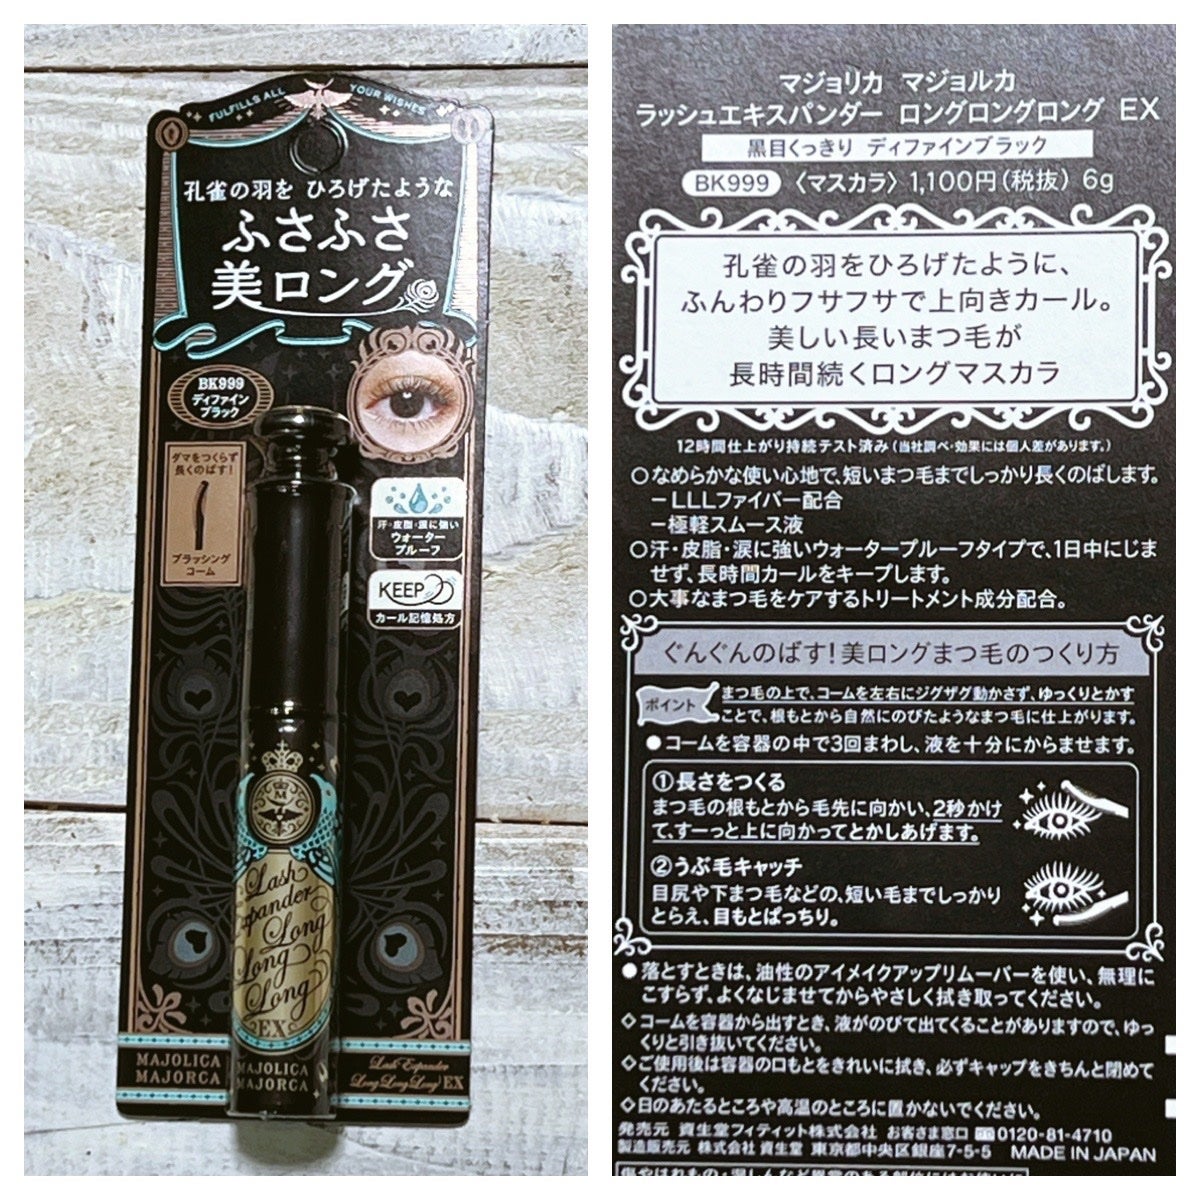 FULFILLS ALL YOUR WISHES
孔雀の羽を ひろげたような
ふさふさ
美ロング
BK999
ディファイン
ブラック
ダマをつくらず
長くのばす!
ブラッシング
コーム
汗・皮脂・涙に強い
ウォーター
プルーフ
KEEP
カール記憶処方
Lash
Expander
Long
Long
Long
EX
MAJOLICA
MAJORCA
MAJOLICA
MAJORCA
Lash Expander
Long Long Long EX
マジョリカ マジョルカ
ラッシュエキスパンダー ロングロングロング EX
黒目くっきり ディファインブラック
BK999 〈マスカラ〉 1,100円(税抜) 6g
孔雀の羽をひろげたように、
ふんわりフサフサで上向きカール。
美しい長いまつ毛が
長時間続くロングマスカラ
12時間仕上がり持続テスト済み(当社調べ・効果には個人差があります。)
○なめらかな使い心地で、短いまつ毛までしっかり長くのばします。
-LLLファイバー配合
-極軽スムース液
○汗・皮脂・涙に強いウォータープルーフタイプで、1日中にじま
せず、長時間カールをキープします。
○大事なまつ毛をケアするトリートメント成分配合。
ぐんぐんのばす!美ロングまつ毛のつくり方
ポイント
まつ毛の上で、コームを左右にジグザグ動かさず、ゆっくりとかす
ことで、根もとから自然にのびたようなまつ毛に仕上がります。
●コームを容器の中で3回まわし、液を十分にからませます。
①長さをつくる
まつ毛の根もとから毛先に向かい、2秒かけ
て、すーっと上に向かってとかしあげます。
②うぶ毛キャッチ
目尻や下まつ毛などの、短い毛までしっかり
とらえ、目もとぱっちり。
●落とすときは、油性のアイメイクアップリムーバーを使い、無理に
こすらず、よくなじませてからやさしく拭き取ってください。
◇コームを容器から出すとき、液がのびて出てくることがありますので、ゆっ
くりと引き抜いてください。
◇ご使用後は容器の口もとをきれいに拭き、必ずキャップをきちんと閉めて
ください。
◇日のあたるところや高温のところに置かないでください。
発売元 資生堂フィティット株式会社 お客さま窓口 0120-81-4710
製造販売元 株式会社 資生堂 東京都中央区銀座7-5-5 MADE IN JAPAN